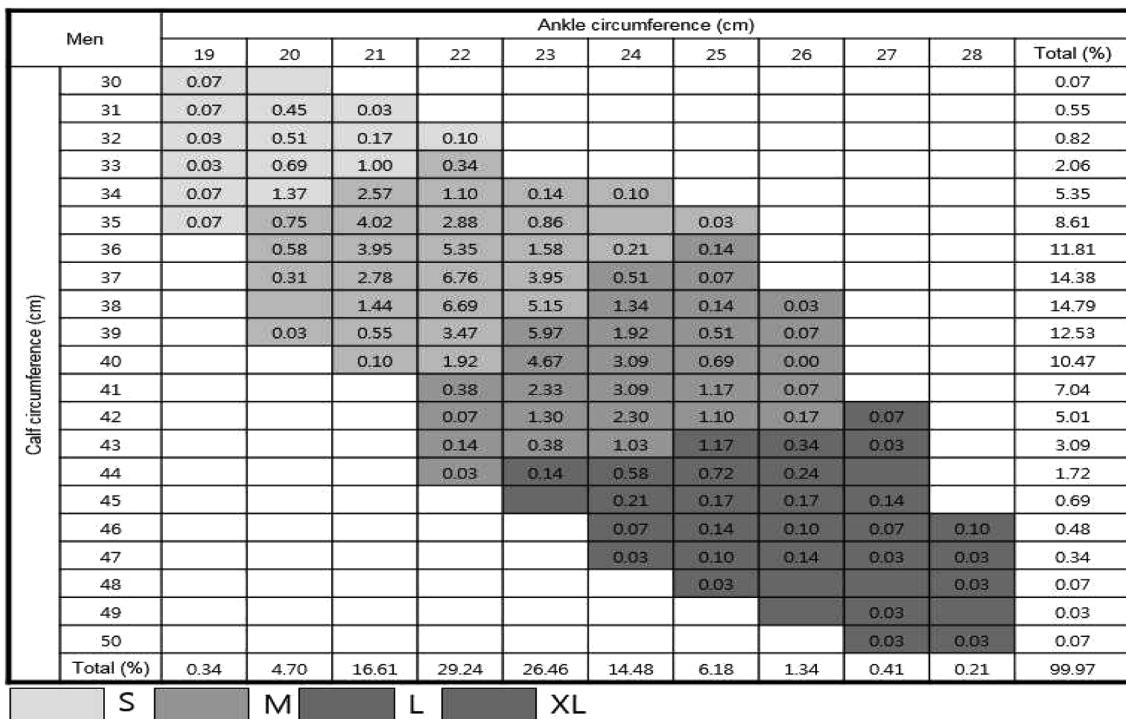 Men Ankle circumference (cm)
19 20 21 22 23 24 25 26 27 28 Total (%)
Calf circumference (cm)
30 0.07 0.07
31 0.07 0.45 0.03 0.55
32 0.03 0.51 0.17 0.10 0.82
33 0.03 0.69 1.00 0.34 2.06
34 0.07 1.37 2.57 1.10 0.14 0.10 5.35
35 0.07 0.75 4.02 2.88 0.86 0.03 8.61
36 0.58 3.95 5.35 1.58 0.21 0.14 11.81
37 0.31 2.78 6.76 3.95 0.51 0.07 14.38
38 1.44 6.69 5.15 1.34 0.14 0.03 14.79
39 0.03 0.55 3.47 5.97 1.92 0.51 0.07 12.53
40 0.10 1.92 4.67 3.09 0.69 0.00 10.47
41 0.38 2.33 3.09 1.17 0.07 7.04
42 0.07 1.30 2.30 1.10 0.17 0.07 5.01
43 0.14 0.38 1.03 1.17 0.34 0.03 3.09
44 0.03 0.14 0.58 0.72 0.24 1.72
45 0.21 0.17 0.17 0.14 0.69
46 0.07 0.14 0.10 0.07 0.10 0.48
47 0.03 0.10 0.14 0.03 0.03 0.34
48 0.03 0.03 0.07
49 0.03 0.03
50 0.03 0.03 0.07
Total (%) 0.34 4.70 16.61 29.24 26.46 14.48 6.18 1.34 0.41 0.21 99.97
S M L XL